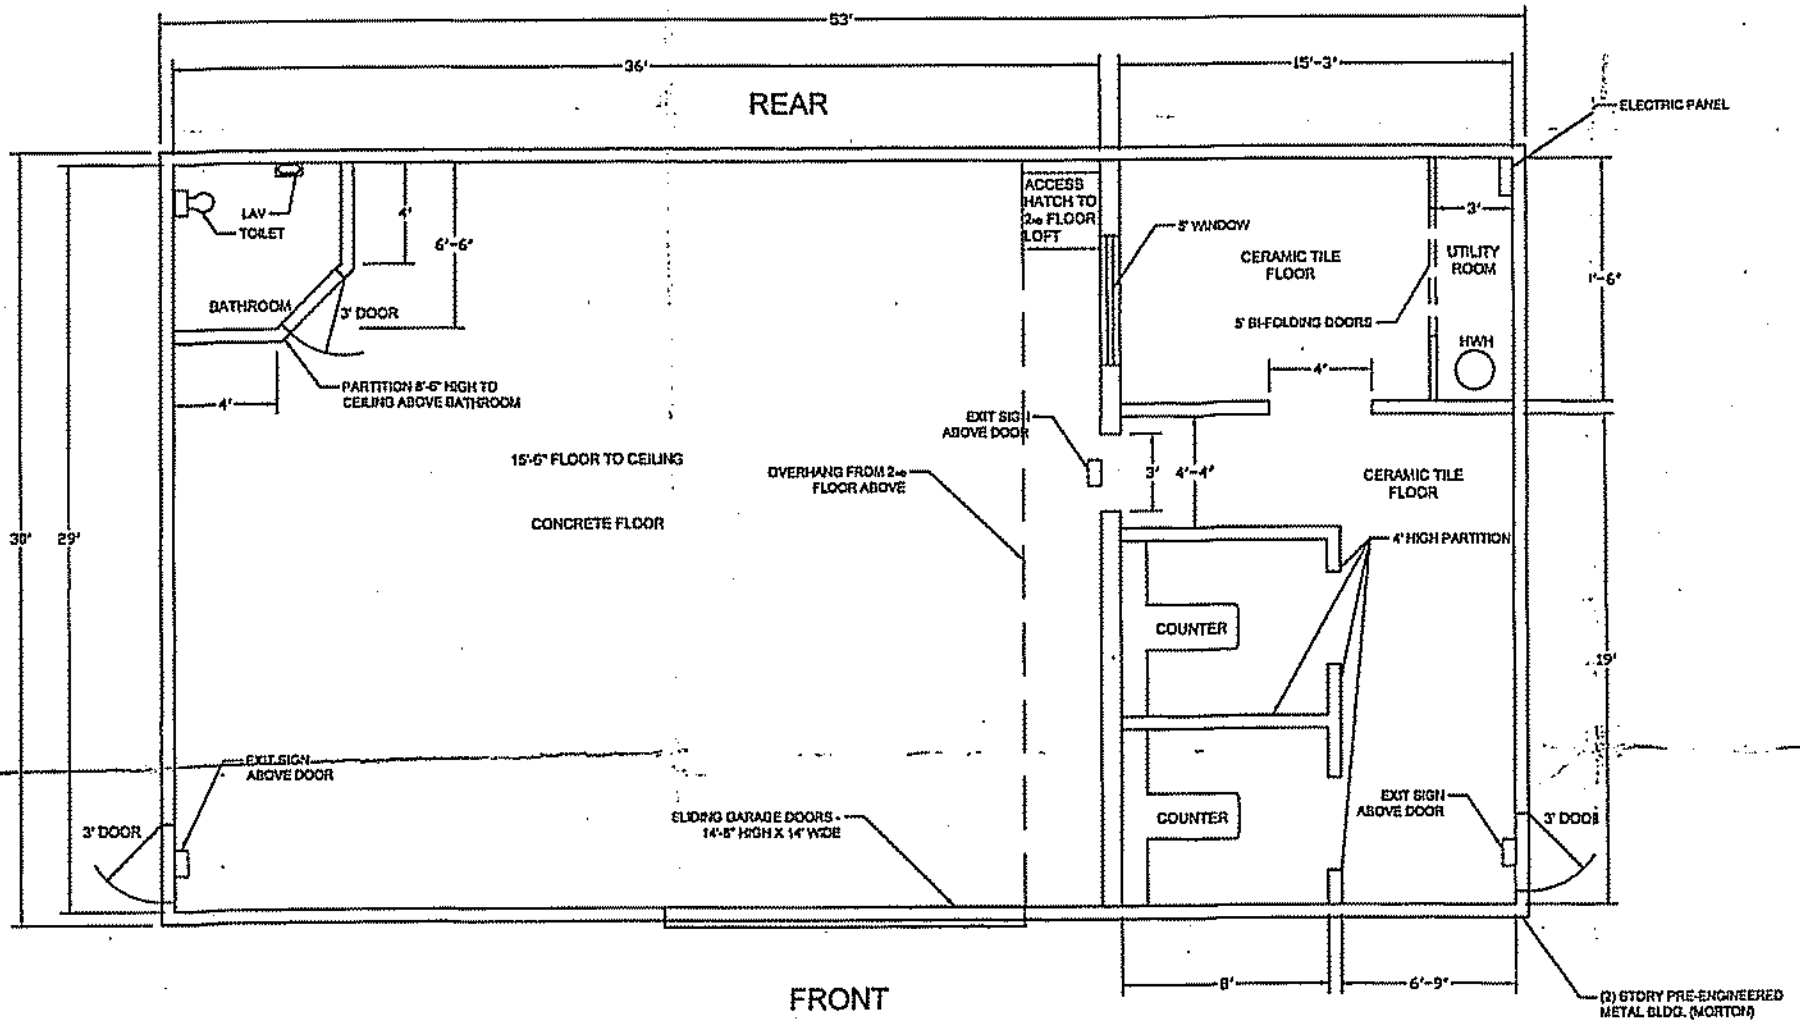 53'
36'
15'-3"
REAR
ELECTRIC PANEL
ACCESS
HATCH TO
2ND FLOOR
LOFT
LAV
TOILET
4'
6'-6"
5' WINDOW
3'
CERAMIC TILE
FLOOR
UTILITY
ROOM
1'-6"
BATHROOM
3' DOOR
5' BI-FOLDING DOORS
HWH
4'
PARTITION 8'-6" HIGH TO
CEILING ABOVE BATHROOM
4'
EXIT SIGN
ABOVE DOOR
15'-6" FLOOR TO CEILING
OVERHANG FROM 2ND
FLOOR ABOVE
3'
4'-4"
CERAMIC TILE
FLOOR
CONCRETE FLOOR
30'
29'
4' HIGH PARTITION
COUNTER
19'
EXIT SIGN
ABOVE DOOR
3' DOOR
SLIDING GARAGE DOORS -
14'-8" HIGH X 14' WIDE
COUNTER
EXIT SIGN
ABOVE DOOR
3' DOOR
8'
6'-9"
FRONT
(2) STORY PRE-ENGINEERED
METAL BLDG. (MORTON)